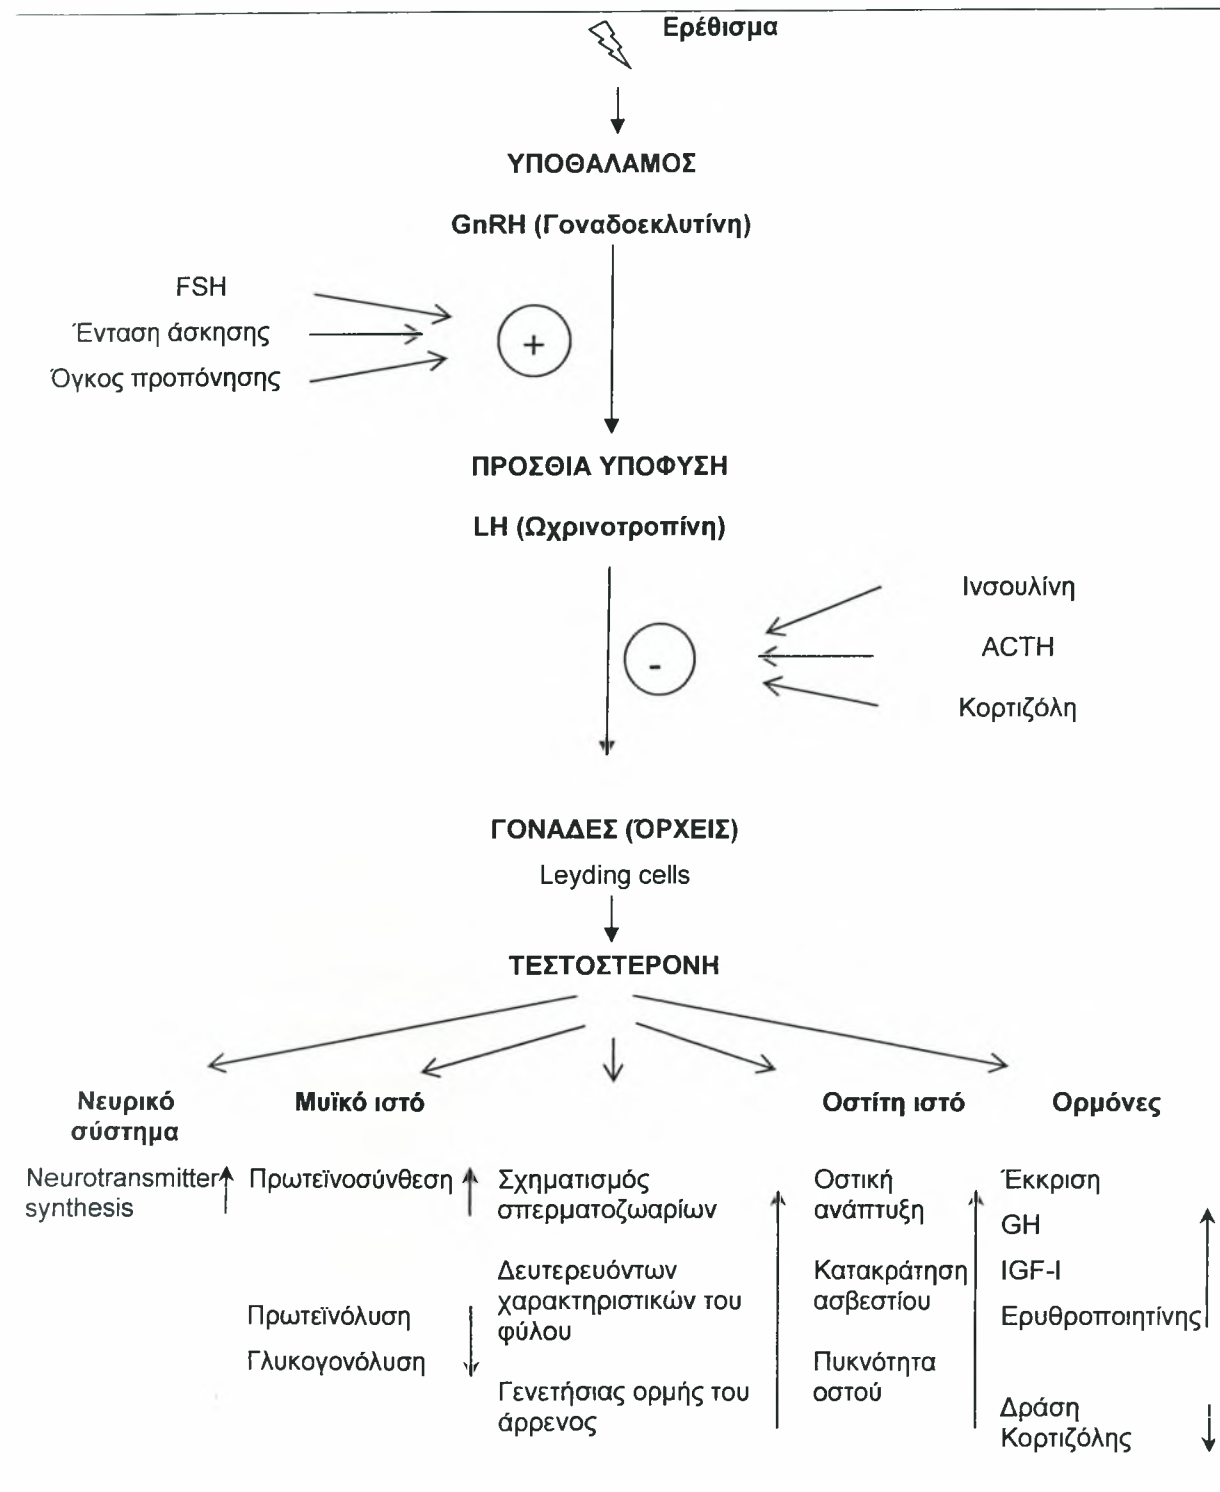 Ερέθισμα
ΥΠΟΘΑΛΑΜΟΣ
GnRH (Γοναδοεκλυτίνη)
FSH
Ένταση άσκησης
Όγκος προπόνησης
+
ΠΡΟΣΘΙΑ ΥΠΟΦΥΣΗ
LH (Ωχρινοτροπίνη)
Ινσουλίνη
ACTH
Κορτιζόλη
-
ΓΟΝΑΔΕΣ (ΌΡΧΕΙΣ)
Leyding cells
ΤΕΣΤΟΣΤΕΡΟΝΗ
Νευρικό
σύστημα
Neurotransmitter
synthesis
Μυϊκό ιστό
Πρωτεϊνοσύνθεση
Πρωτεϊνόλυση
Γλυκογονόλυση
Σχηματισμός
σπερματοζωαρίων
Δευτερευόντων
χαρακτηριστικών του
φύλου
Γενετήσιας ορμής του
άρρενος
Οστίτη ιστό
Οστική
ανάπτυξη
Κατακράτηση
ασβεστίου
Πυκνότητα
οστού
Ορμόνες
Έκκριση
GH
IGF-I
Ερυθροποιητίνης
Δράση
Κορτιζόλης